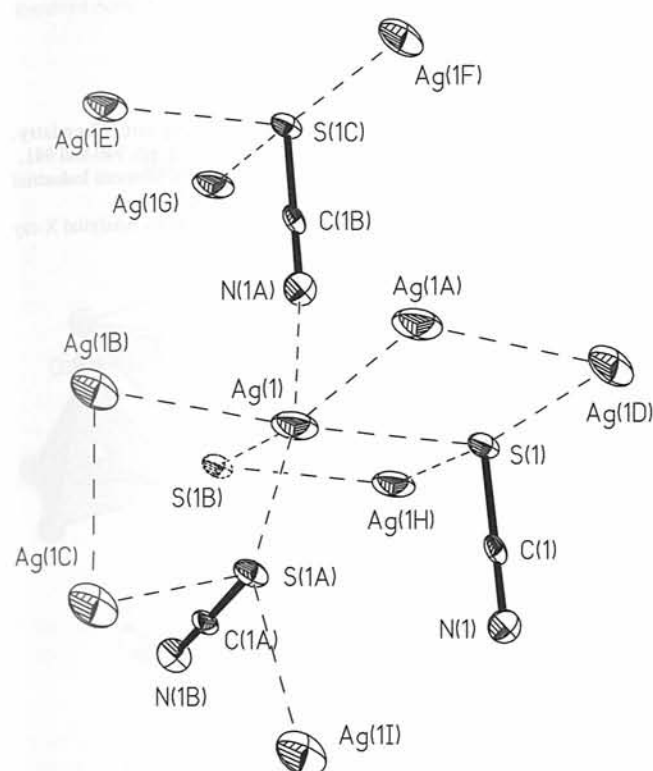 Ag(1F)
Ag(1E)
S(1C)
Ag(1G)
C(1B)
N(1A)
Ag(1A)
Ag(1B)
Ag(1)
Ag(1D)
S(1)
S(1B)
Ag(1H)
Ag(1C)
S(1A)
C(1)
C(1A)
N(1)
N(1B)
Ag(1I)